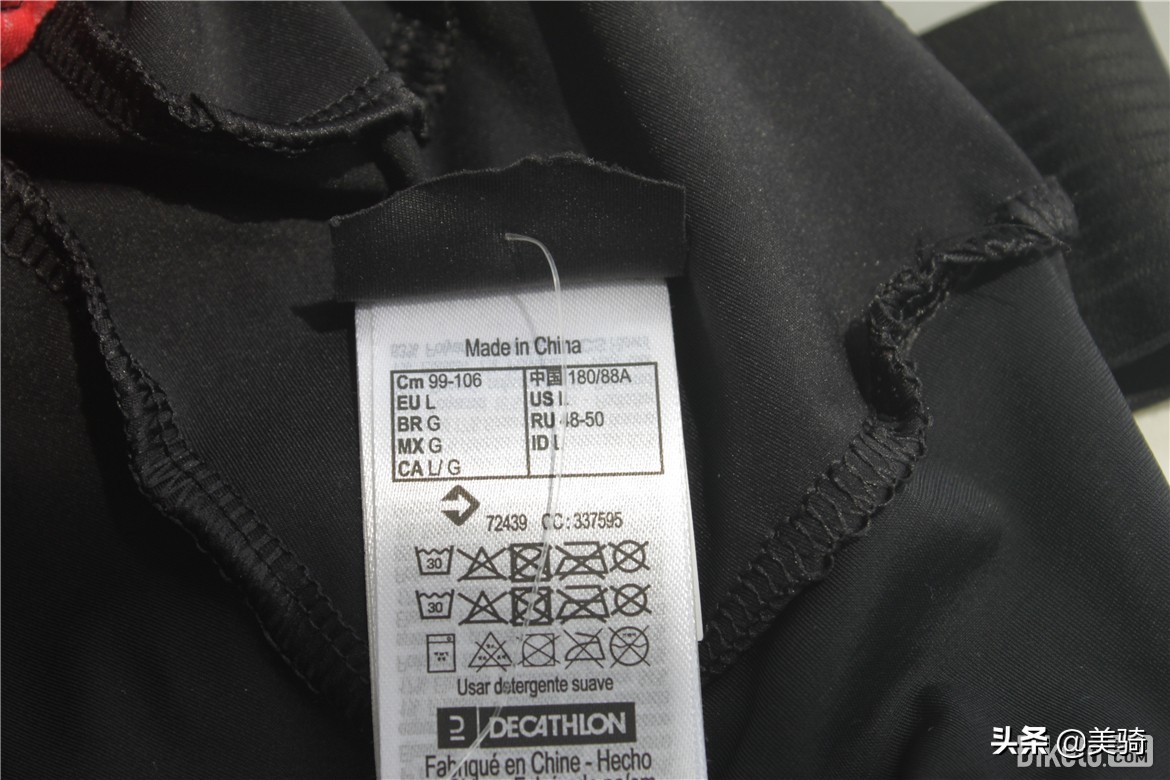 Made in China
Cm 99-106
EU L
BR G
MX G
CA L/ G
中国 180/88A
US L
RU 48-50
ID L
72439 CC: 337595
30
30
Usar detergente suave
DECATHLON
Fabriqué en Chine - Hecho
头条 @美骑